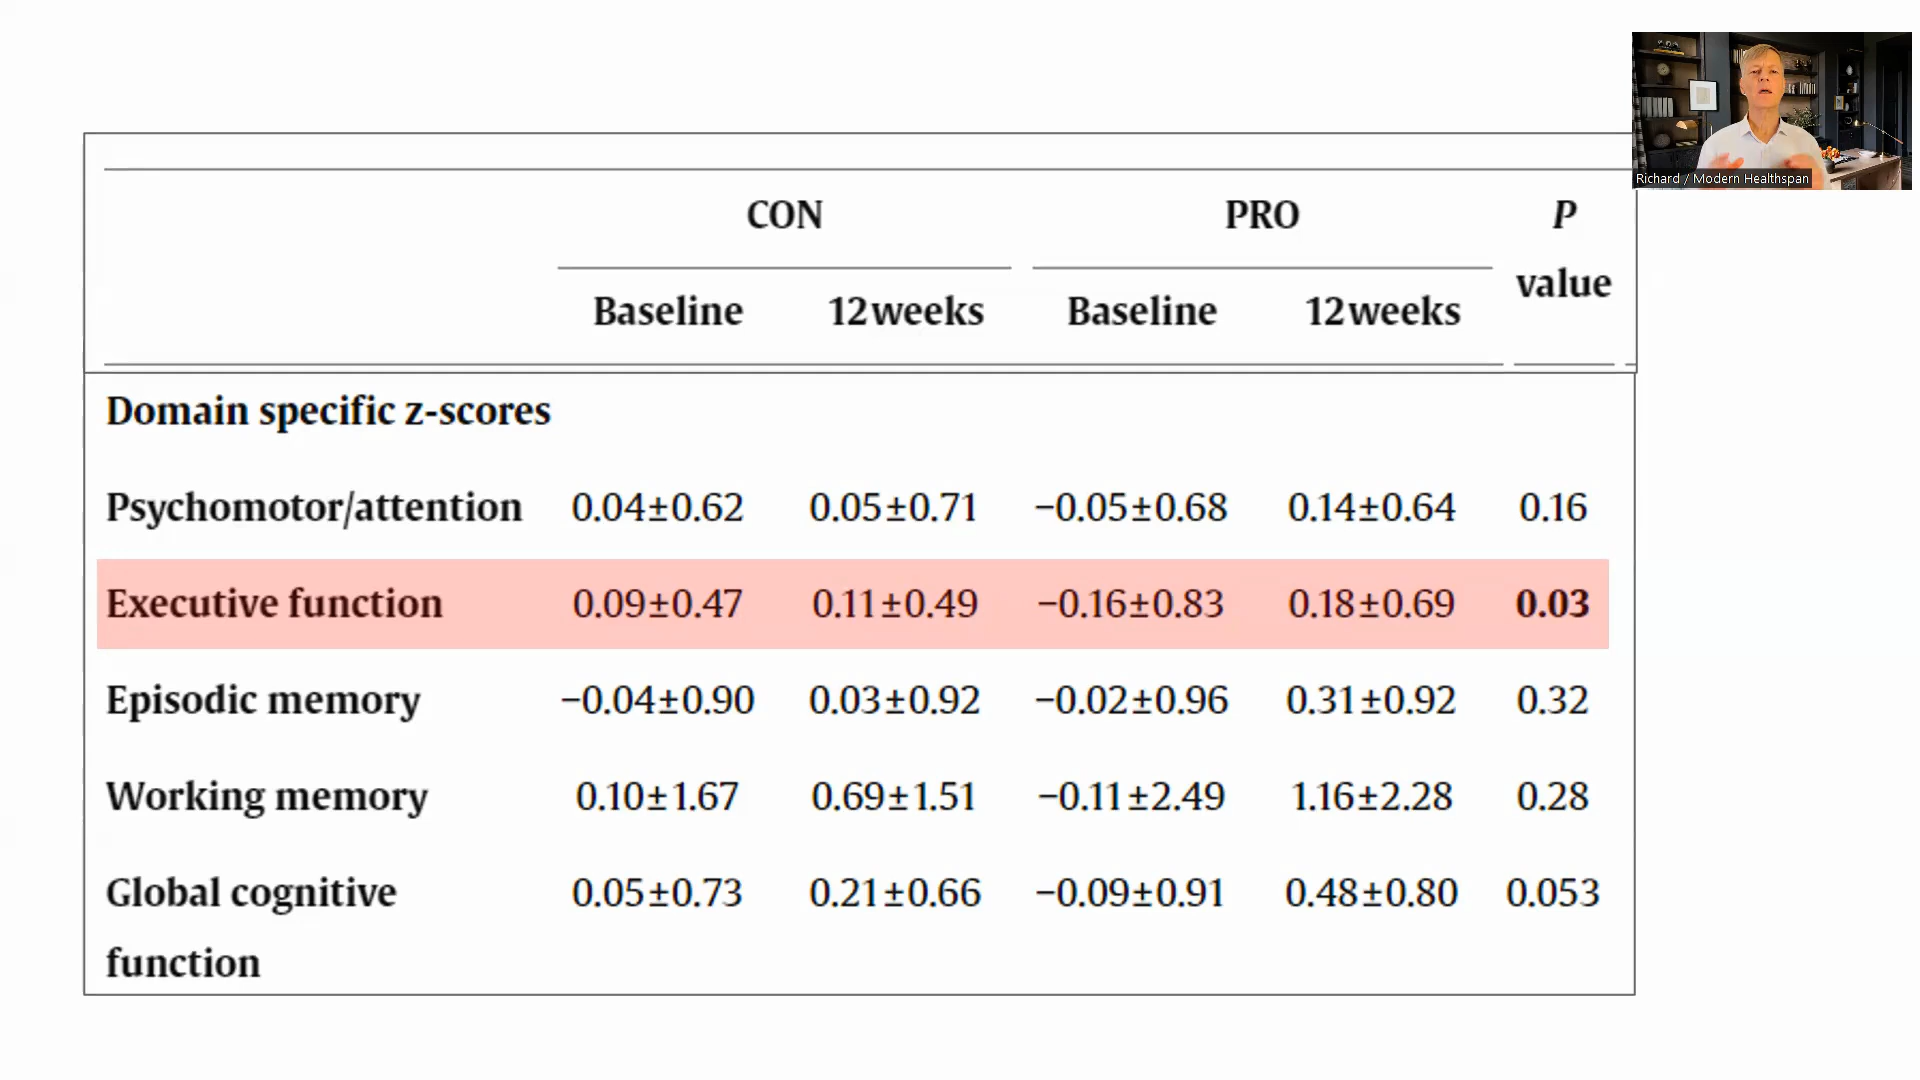 Richard / Modern Healthspan
CON PRO P
value
Baseline 12weeks Baseline 12weeks
Domain specific z-scores
Psychomotor/attention 0.04±0.62 0.05±0.71 −0.05±0.68 0.14±0.64 0.16
Executive function 0.09±0.47 0.11±0.49 −0.16±0.83 0.18±0.69 0.03
Episodic memory −0.04±0.90 0.03±0.92 −0.02±0.96 0.31±0.92 0.32
Working memory 0.10±1.67 0.69±1.51 −0.11±2.49 1.16±2.28 0.28
Global cognitive 0.05±0.73 0.21±0.66 −0.09±0.91 0.48±0.80 0.053
function